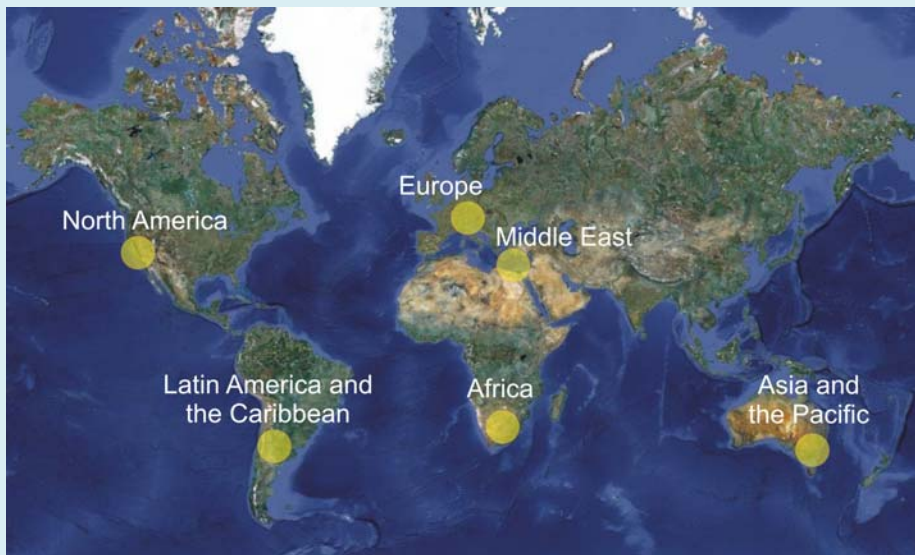 Europe
North America
Middle East
Latin America and
the Caribbean
Africa
Asia and
the Pacific